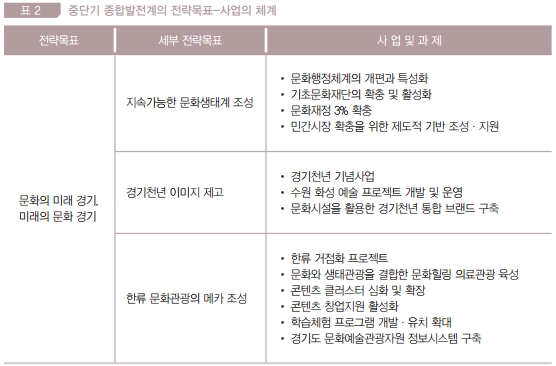 표 2 중단기 종합발전계의 전략목표-사업의 체계
전략목표 세부 전략목표 사 업 및 과 제
문화의 미래 경기,
미래의 문화 경기
지속가능한 문화생태계 조성
• 문화행정체계의 개편과 특성화
• 기초문화재단의 확충 및 활성화
• 문화재정 3% 확충
• 민간시장 확충을 위한 제도적 기반 조성 · 지원
경기천년 이미지 제고
• 경기천년 기념사업
• 수원 화성 예술 프로젝트 개발 및 운영
• 문화시설을 활용한 경기천년 통합 브랜드 구축
한류 문화관광의 메카 조성
• 한류 거점화 프로젝트
• 문화와 생태관광을 결합한 문화힐링 의료관광 육성
• 콘텐츠 클러스터 심화 및 확장
• 콘텐츠 창업지원 활성화
• 학습체험 프로그램 개발 · 유치 확대
• 경기도 문화예술관광자원 정보시스템 구축